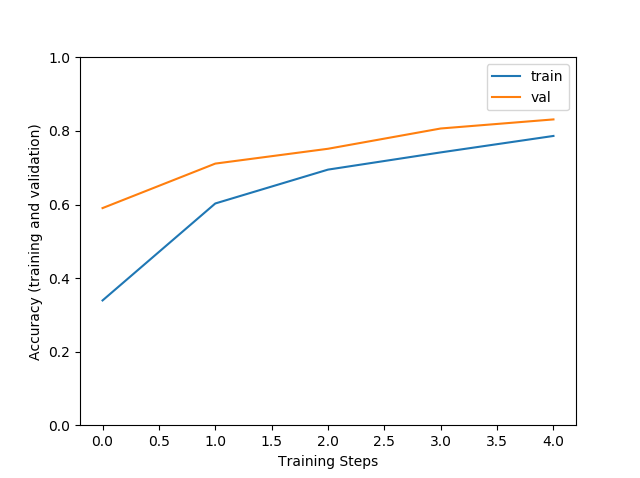 1.0
0.8
0.6
0.4
0.2
0.0
Accuracy (training and validation)
train
val
0.0 0.5 1.0 1.5 2.0 2.5 3.0 3.5 4.0
Training Steps